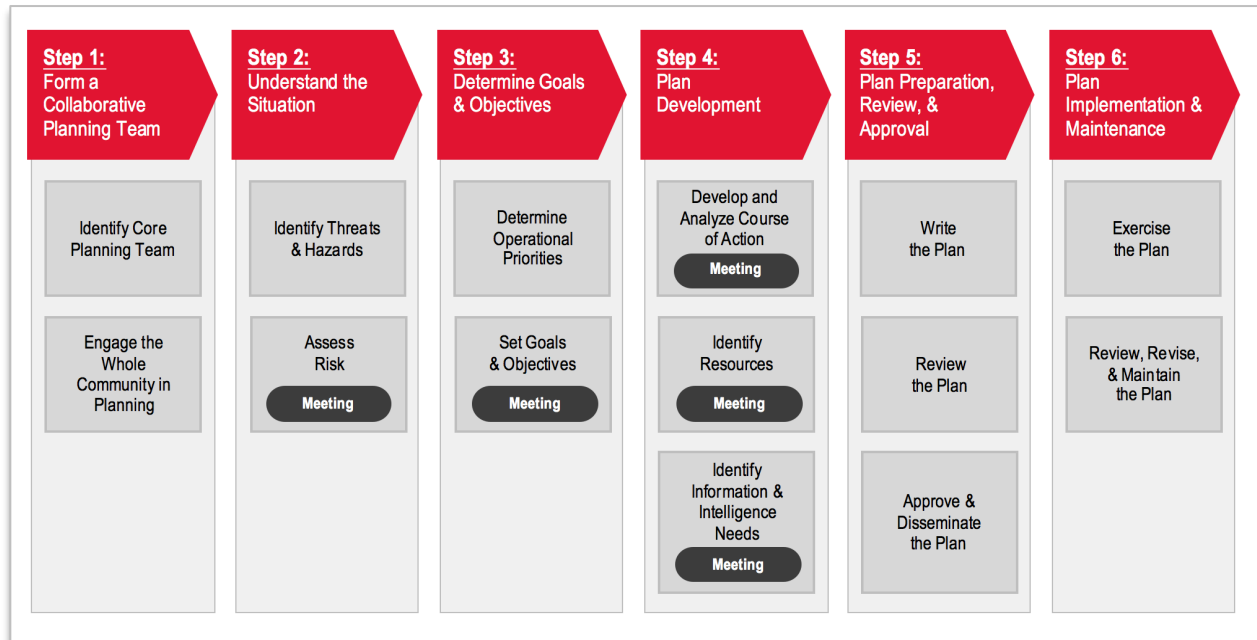 Step 1:
Form a
Collaborative
Planning Team
Identify Core
Planning Team
Engage the
Whole
Community in
Planning
Step 2:
Understand the
Situation
Identify Threats
& Hazards
Assess
Risk
Meeting
Step 3:
Determine Goals
& Objectives
Determine
Operational
Priorities
Set Goals
& Objectives
Meeting
Step 4:
Plan
Development
Develop and
Analyze Course
of Action
Meeting
Identify
Resources
Meeting
Identify
Information &
Intelligence
Needs
Meeting
Step 5:
Plan Preparation,
Review, &
Approval
Write
the Plan
Review
the Plan
Approve &
Disseminate
the Plan
Step 6:
Plan
Implementation &
Maintenance
Exercise
the Plan
Review, Revise,
& Maintain
the Plan